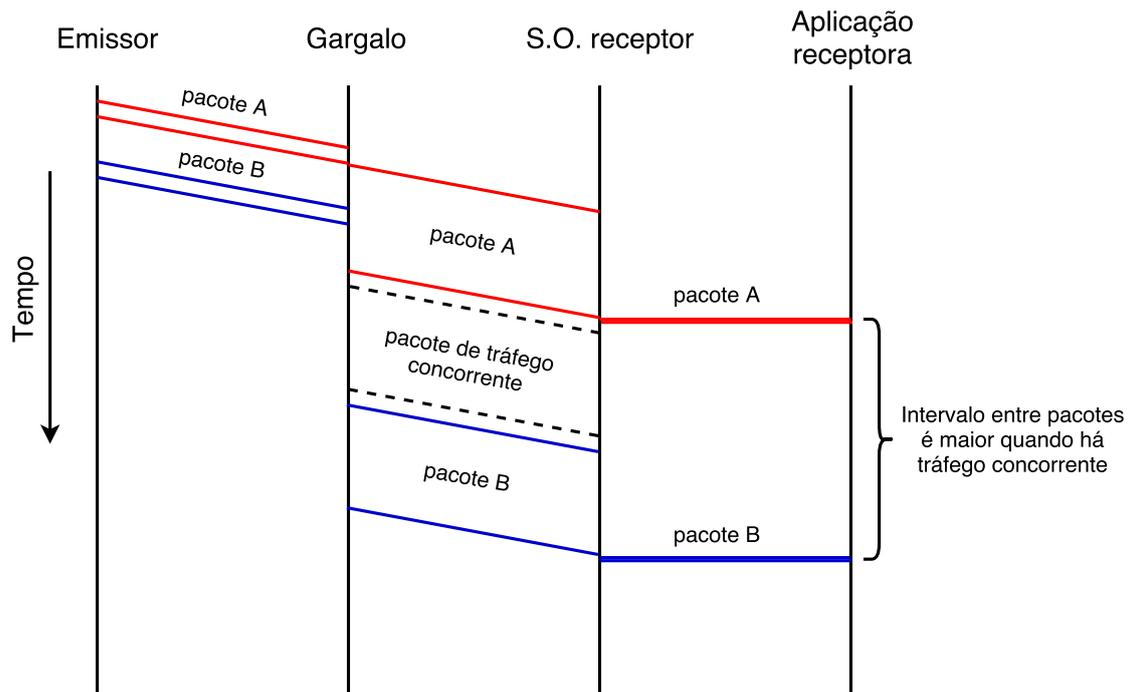 Emissor
Gargalo
S.O. receptor
Aplicação
receptora
pacote A
pacote B
Tempo
pacote A
pacote A
pacote de tráfego
concorrente
Intervalo entre pacotes
é maior quando há
tráfego concorrente
pacote B
pacote B